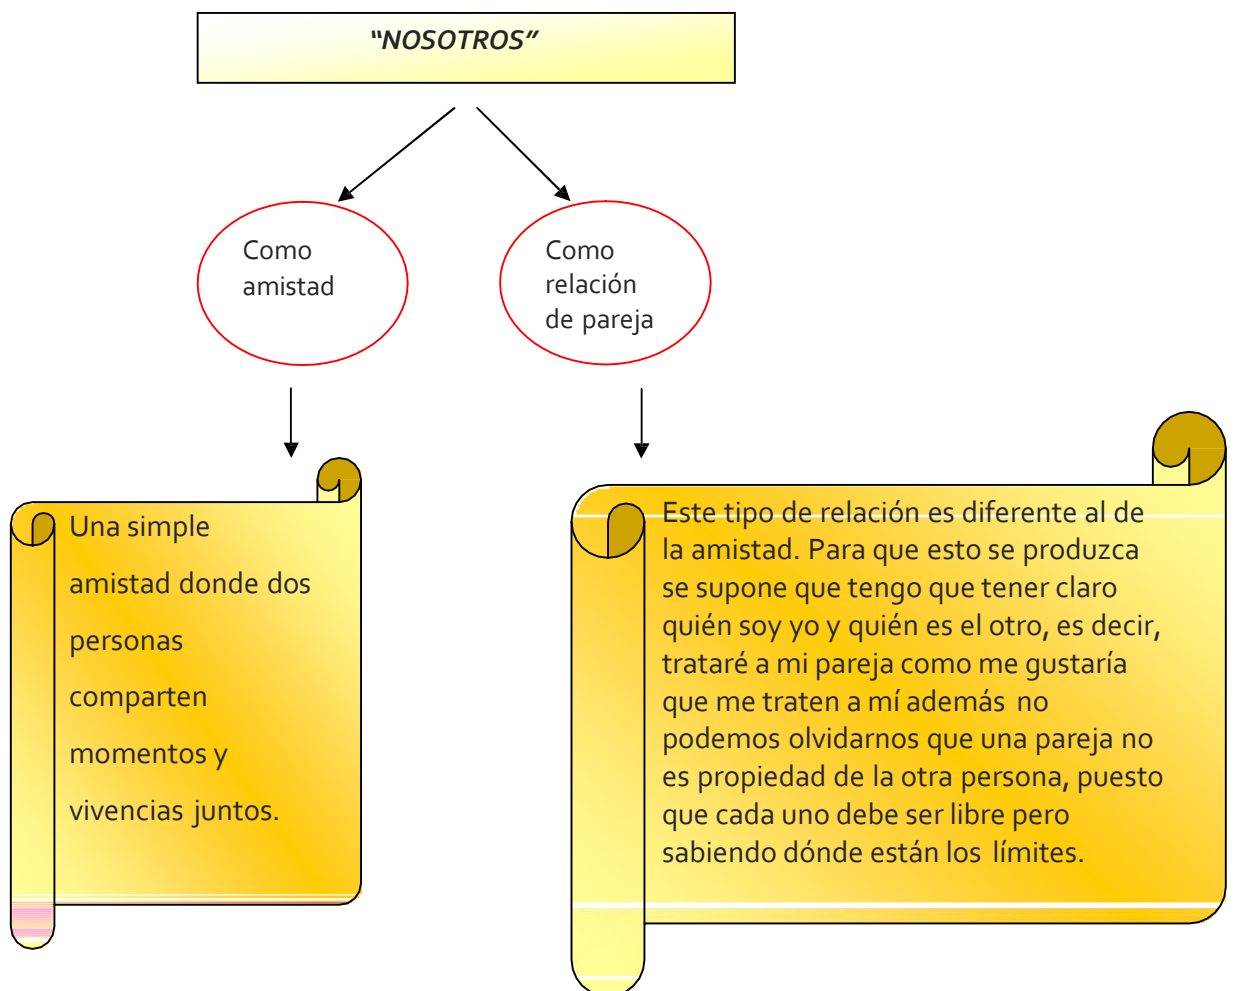 “NOSOTROS”
Como
amistad
Como
relación
de pareja
Una simple
amistad donde dos
personas
comparten
momentos y
vivencias juntos.
Este tipo de relación es diferente al de
la amistad. Para que esto se produzca
se supone que tengo que tener claro
quién soy yo y quién es el otro, es decir,
trataré a mi pareja como me gustaría
que me traten a mí además no
podemos olvidarnos que una pareja no
es propiedad de la otra persona, puesto
que cada uno debe ser libre pero
sabiendo dónde están los límites.